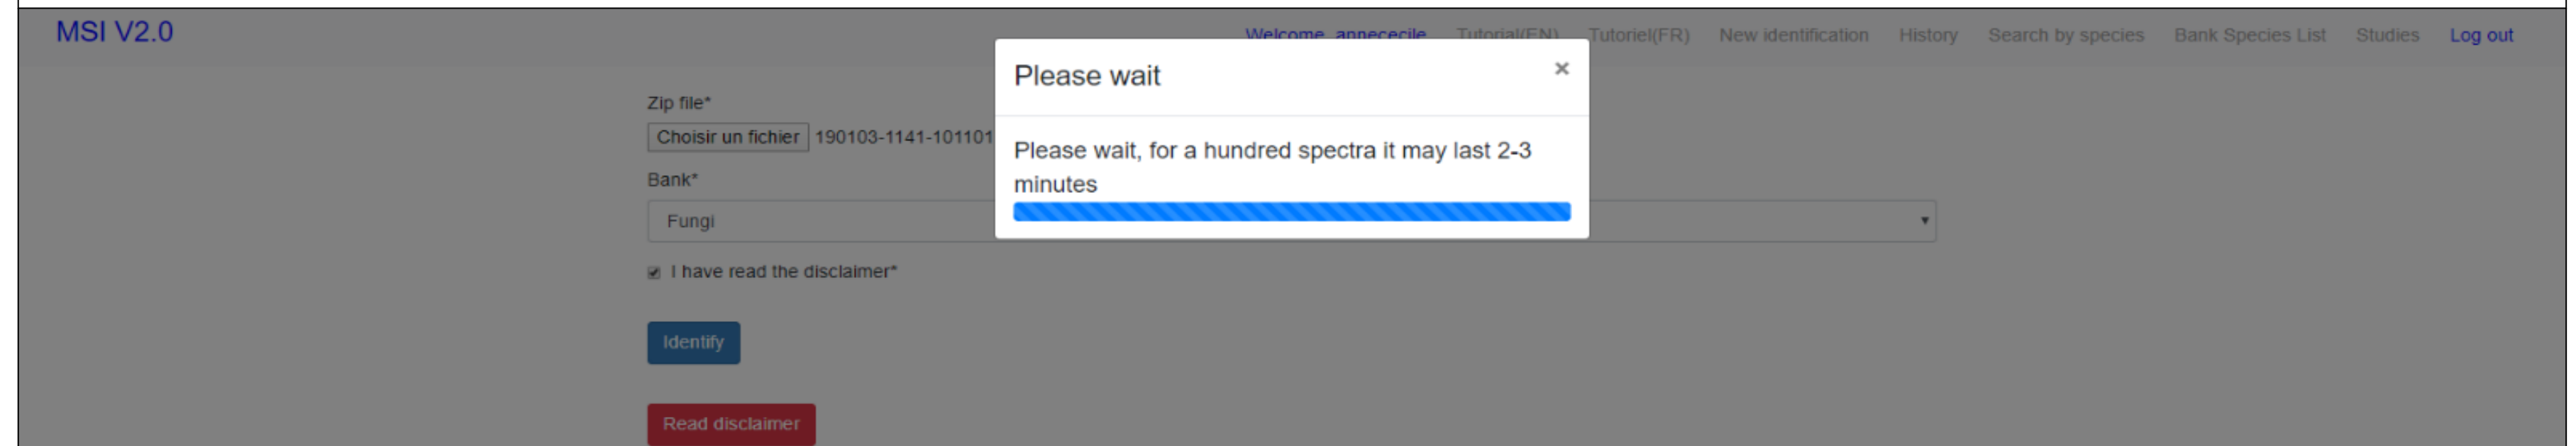 MSI V2.0
Welcome, annececile Tutorial(EN) Tutoriel(FR) New identification History Search by species Bank Species List Studies Log out
Please wait ×
Please wait, for a hundred spectra it may last 2-3
minutes
Zip file*
Choisir un fichier 190103-1141-101101
Bank*
Fungi
I have read the disclaimer*
Identify
Read disclaimer